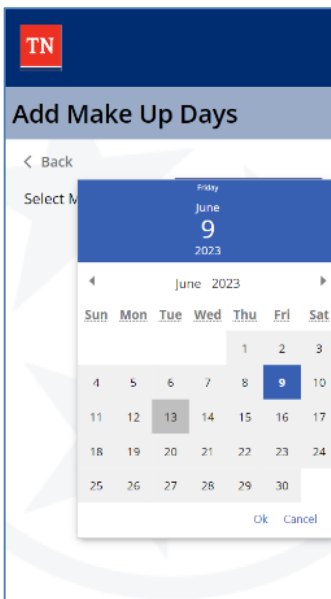 TN
Add Make Up Days
< Back
Select M
Friday
June
9
2023
June 2023
Sun Mon Tue Wed Thu Fri Sat
1 2 3
4 5 6 7 8 9 10
11 12 13 14 15 16 17
18 19 20 21 22 23 24
25 26 27 28 29 30
Ok Cancel